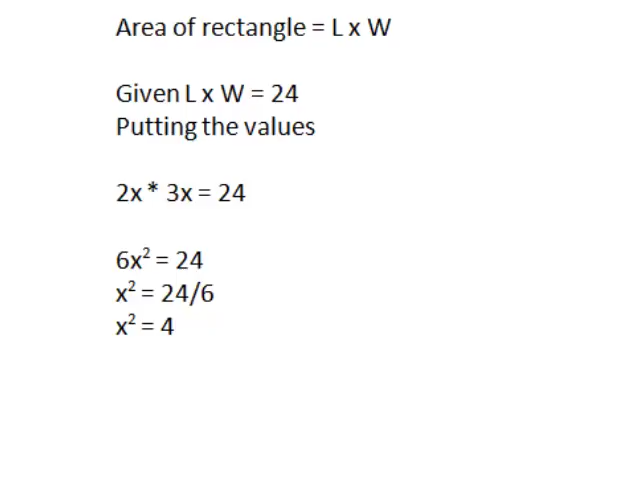 Area of rectangle = L x W
Given L x W = 24
Putting the values
2x * 3x = 24
6x² = 24
x² = 24/6
x² = 4